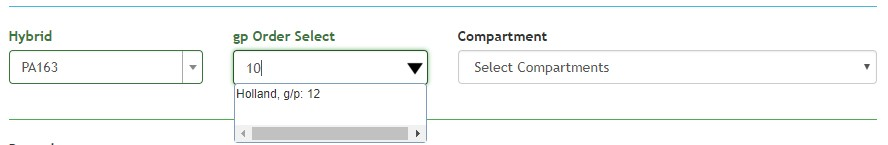 Hybrid
gp Order Select
Compartment
PA163
10
Select Compartments
Holland, g/p: 12